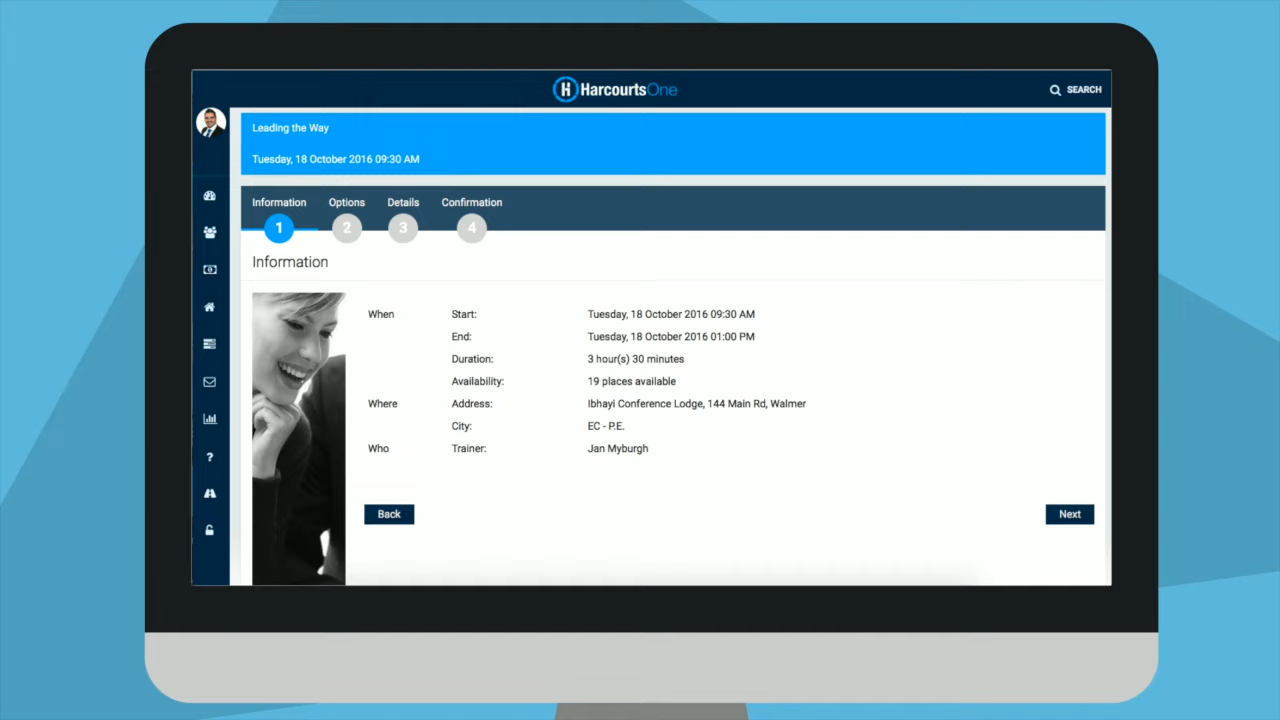 HarcourtsOne
SEARCH
Leading the Way
Tuesday, 18 October 2016 09:30 AM
Information Options Details Confirmation
1 2 3 4
Information
When Start: Tuesday, 18 October 2016 09:30 AM
End: Tuesday, 18 October 2016 01:00 PM
Duration: 3 hour(s) 30 minutes
Availability: 19 places available
Where Address: Ibhayi Conference Lodge, 144 Main Rd, Walmer
City: EC - P.E.
Who Trainer: Jan Myburgh
Back Next